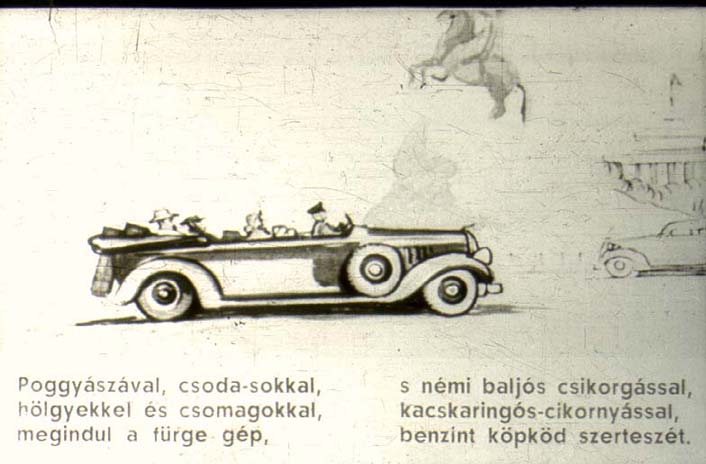 Poggyászával, csoda-sokkal,
hölgyekkel és csomagokkal,
megindul a fürge gép,
s némi baljós csikorgással,
kacskaringós-cikornyással,
benzint köpköd szerteszét.